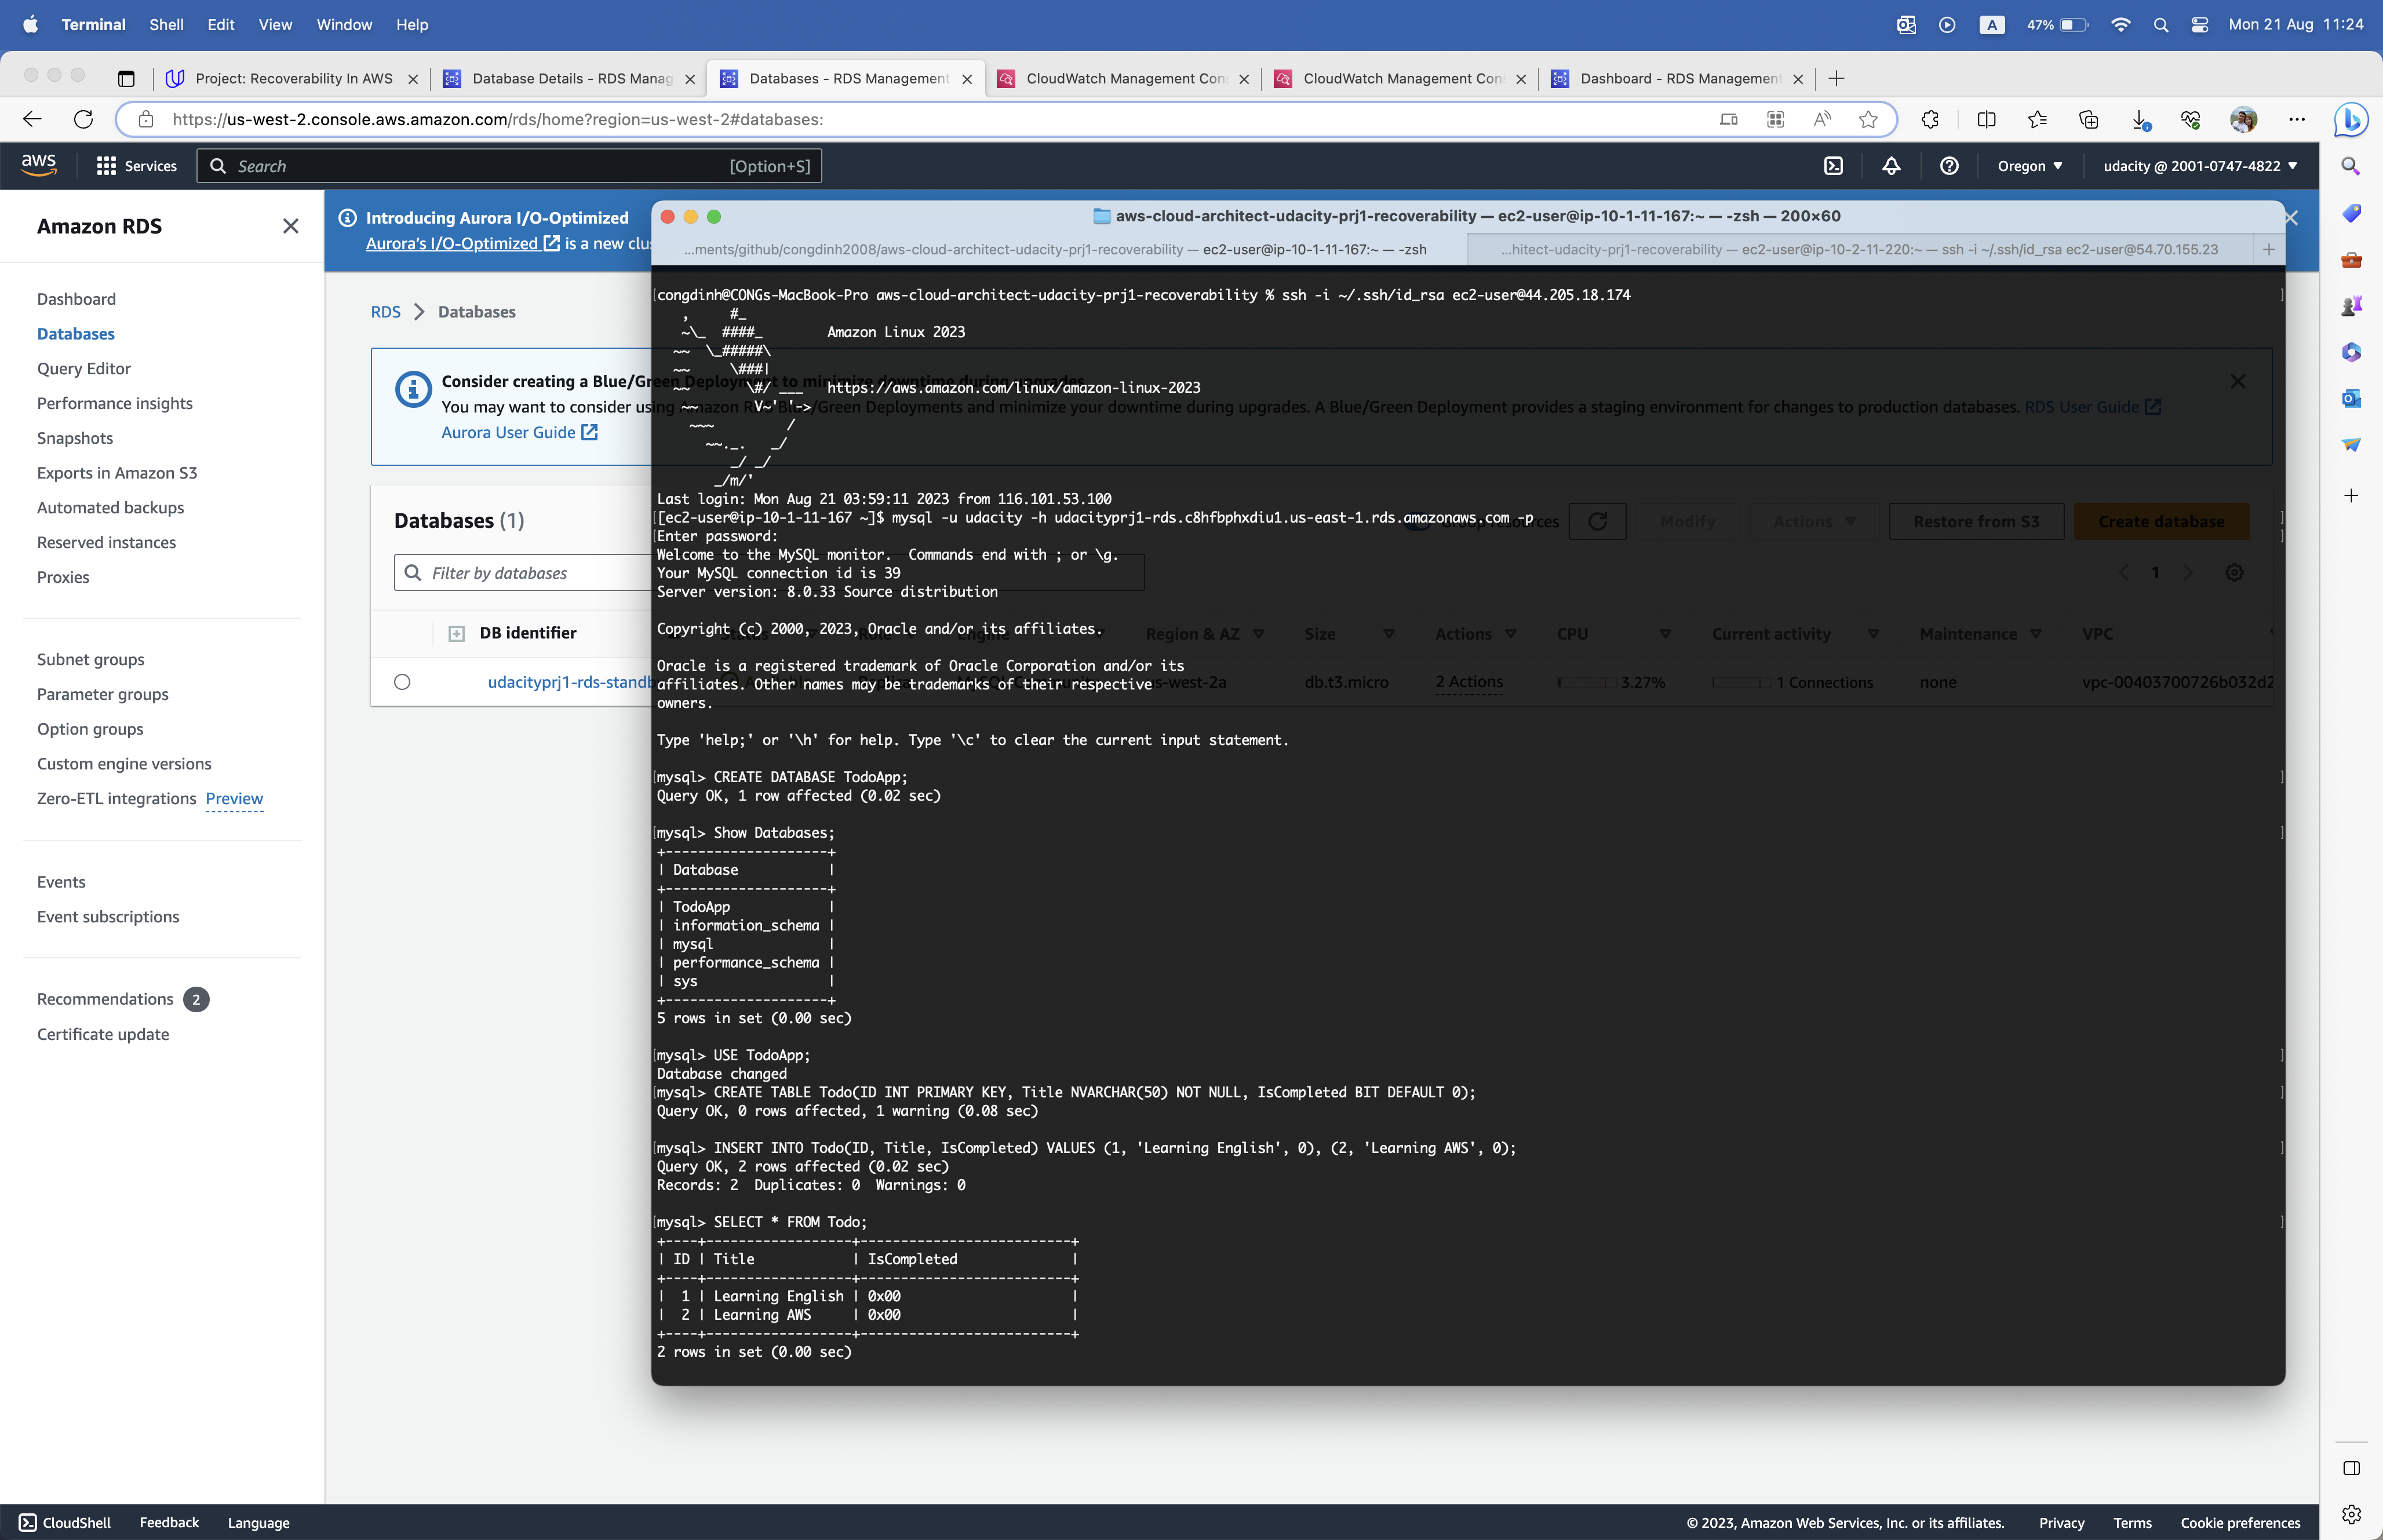 Terminal Shell Edit View Window Help
A 47% Mon 21 Aug 11:24
Project: Recoverability In AWS
Database Details - RDS Manag
Databases - RDS Management
CloudWatch Management Con
CloudWatch Management Con
Dashboard - RDS Management
https://us-west-2.console.aws.amazon.com/rds/home?region=us-west-2#databases:
aws Services Search [Option+S] Oregon udacity @ 2001-0747-4822
Amazon RDS
Dashboard
Databases
Query Editor
Performance insights
Snapshots
Exports in Amazon S3
Automated backups
Reserved instances
Proxies
Subnet groups
Parameter groups
Option groups
Custom engine versions
Zero-ETL integrations Preview
Events
Event subscriptions
Recommendations 2
Certificate update
Introducing Aurora I/O-Optimized
Aurora's I/O-Optimized is a new clu
RDS > Databases
Consider creating a Blue/Green Deployment to minimize downtime during upgrades
You may want to consider using Amazon RDS Blue/Green Deployments and minimize your downtime during upgrades. A Blue/Green Deployment provides a staging environment for changes to production databases. RDS User Guide
Aurora User Guide
Databases (1)
resources Modify Actions Restore from S3 Create database
Filter by databases
1
DB identifier Region & AZ Size Actions CPU Current activity Maintenance VPC
udacityprj1-rds-standb us-west-2a db.t3.micro 2 Actions 3.27% 1 Connections none vpc-00403700726b032d2
aws-cloud-architect-udacity-prj1-recoverability — ec2-user@ip-10-1-11-167:~ — -zsh — 200×60
...ments/github/congdinh2008/aws-cloud-architect-udacity-prj1-recoverability — ec2-user@ip-10-1-11-167:~ — -zsh
...hitect-udacity-prj1-recoverability — ec2-user@ip-10-2-11-220:~ — ssh -i ~/.ssh/id_rsa ec2-user@54.70.155.23
[congdinh@CONGs-MacBook-Pro aws-cloud-architect-udacity-prj1-recoverability % ssh -i ~/.ssh/id_rsa ec2-user@44.205.18.174 ]
   ,     #_
   ~\_  ####_        Amazon Linux 2023
  ~~  \_#####\
  ~~     \###|
  ~~       \#/ ___   https://aws.amazon.com/linux/amazon-linux-2023
   ~~       V~' '->
    ~~~         /
      ~~._.   _/
         _/ _/
       _/m/'
Last login: Mon Aug 21 03:59:11 2023 from 116.101.53.100
[[ec2-user@ip-10-1-11-167 ~]$ mysql -u udacity -h udacityprj1-rds.c8hfbphxdiu1.us-east-1.rds.amazonaws.com -p ]
[Enter password: ]
Welcome to the MySQL monitor.  Commands end with ; or \g.
Your MySQL connection id is 39
Server version: 8.0.33 Source distribution
Copyright (c) 2000, 2023, Oracle and/or its affiliates.
Oracle is a registered trademark of Oracle Corporation and/or its
affiliates. Other names may be trademarks of their respective
owners.
Type 'help;' or '\h' for help. Type '\c' to clear the current input statement.
[mysql> CREATE DATABASE TodoApp; ]
Query OK, 1 row affected (0.02 sec)
[mysql> Show Databases; ]
+--------------------+
| Database           |
+--------------------+
| TodoApp            |
| information_schema |
| mysql              |
| performance_schema |
| sys                |
+--------------------+
5 rows in set (0.00 sec)
[mysql> USE TodoApp; ]
Database changed
[mysql> CREATE TABLE Todo(ID INT PRIMARY KEY, Title NVARCHAR(50) NOT NULL, IsCompleted BIT DEFAULT 0); ]
Query OK, 0 rows affected, 1 warning (0.08 sec)
[mysql> INSERT INTO Todo(ID, Title, IsCompleted) VALUES (1, 'Learning English', 0), (2, 'Learning AWS', 0); ]
Query OK, 2 rows affected (0.02 sec)
Records: 2  Duplicates: 0  Warnings: 0
[mysql> SELECT * FROM Todo; ]
+----+------------------+--------------------------+
| ID | Title            | IsCompleted              |
+----+------------------+--------------------------+
|  1 | Learning English | 0x00                     |
|  2 | Learning AWS     | 0x00                     |
+----+------------------+--------------------------+
2 rows in set (0.00 sec)
CloudShell Feedback Language © 2023, Amazon Web Services, Inc. or its affiliates. Privacy Terms Cookie preferences